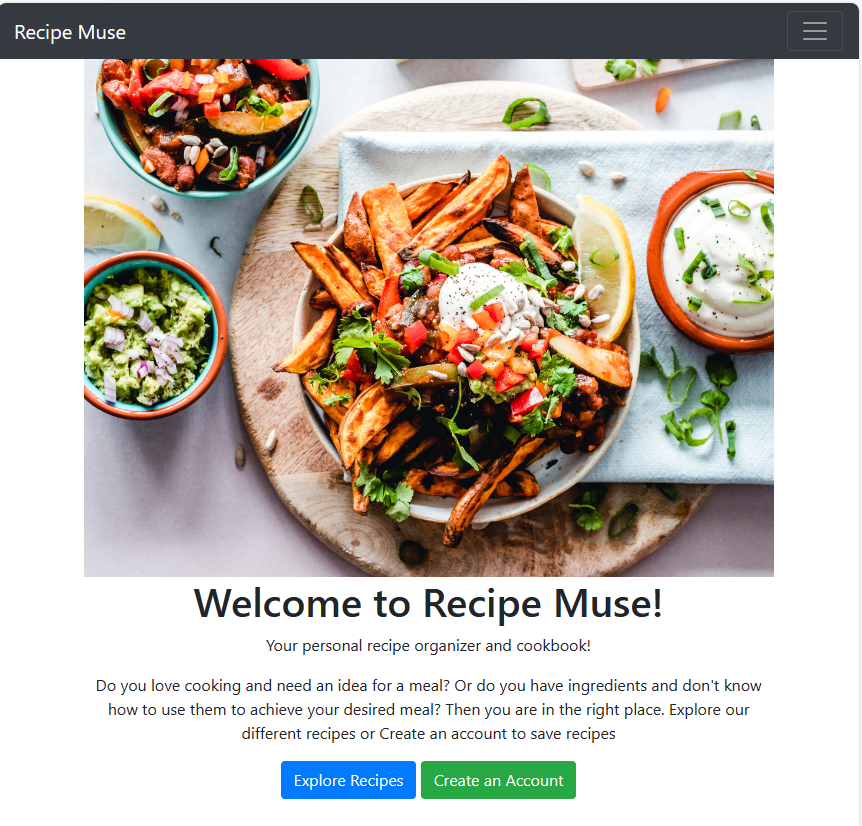 Recipe Muse
Welcome to Recipe Muse!
Your personal recipe organizer and cookbook!
Do you love cooking and need an idea for a meal? Or do you have ingredients and don't know
how to use them to achieve your desired meal? Then you are in the right place. Explore our
different recipes or Create an account to save recipes
Explore Recipes
Create an Account